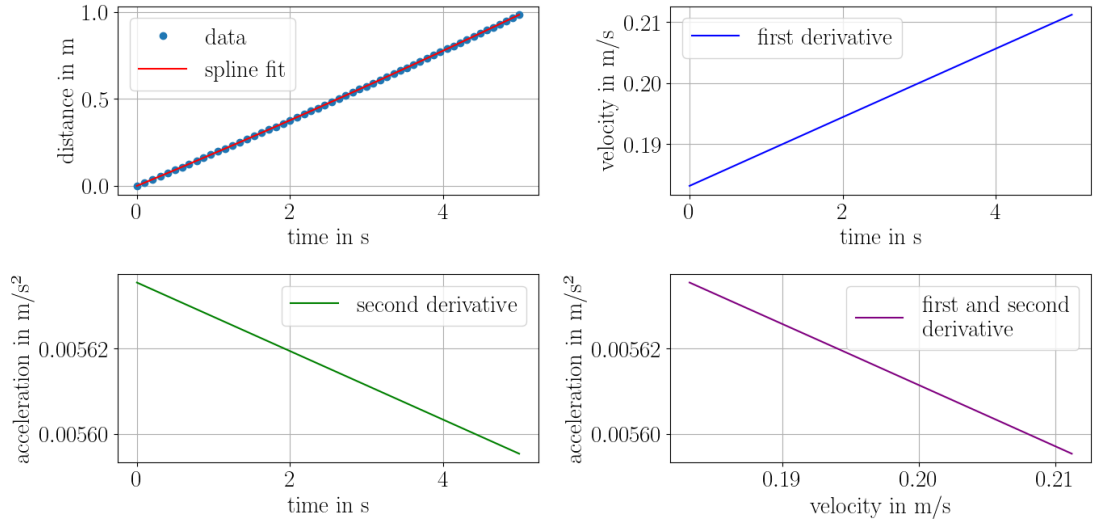 1.0
0.5
0.0
distance in m
data
spline fit
0
2
4
time in s
0.21
0.20
0.19
velocity in m/s
first derivative
0
2
4
time in s
0.00562
0.00560
acceleration in m/s²
second derivative
0
2
4
time in s
0.00562
0.00560
acceleration in m/s²
first and second
derivative
0.19
0.20
0.21
velocity in m/s